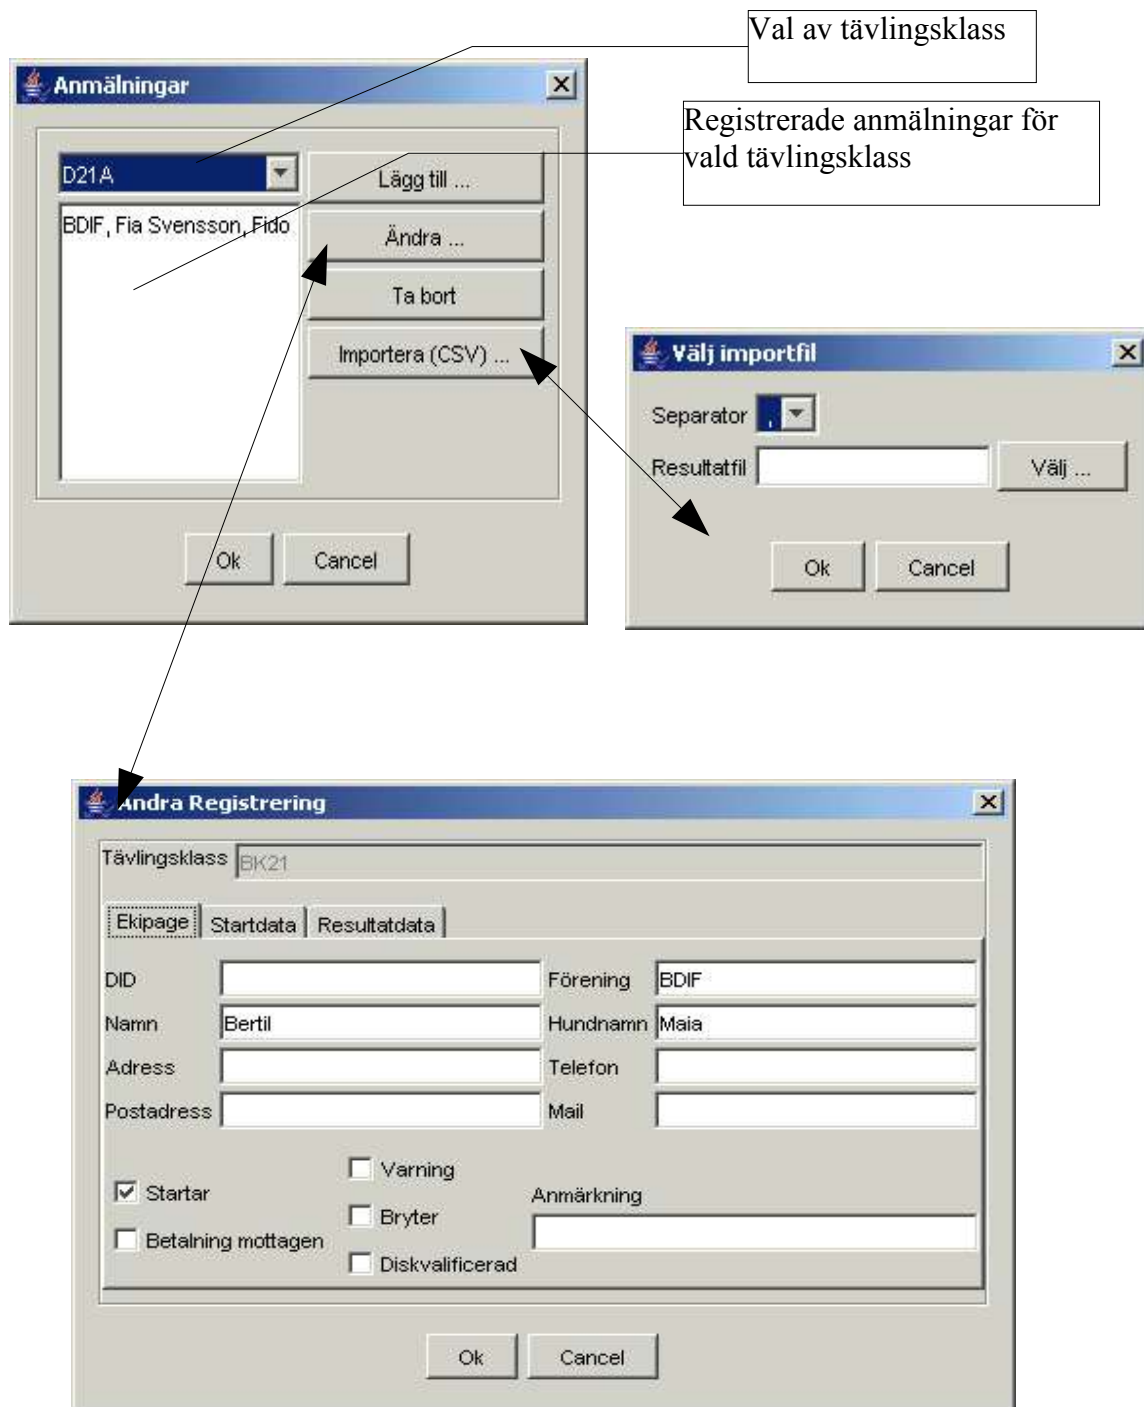 Val av tävlingsklass
Anmälningar
Registrerade anmälningar för
vald tävlingsklass
D21A
Lägg till ...
BDIF, Fia Svensson, Fido
Ändra ...
Ta bort
Importera (CSV) ...
Ok
Cancel
Välj importfil
Separator ,
Resultatfil
Välj ...
Ok
Cancel
Ändra Registrering
Tävlingsklass BK21
Ekipage Startdata Resultatdata
DID Förening BDIF
Namn Bertil Hundnamn Maia
Adress Telefon
Postadress Mail
Startar
Betalning mottagen
Varning
Bryter
Diskvalificerad
Anmärkning
Ok
Cancel